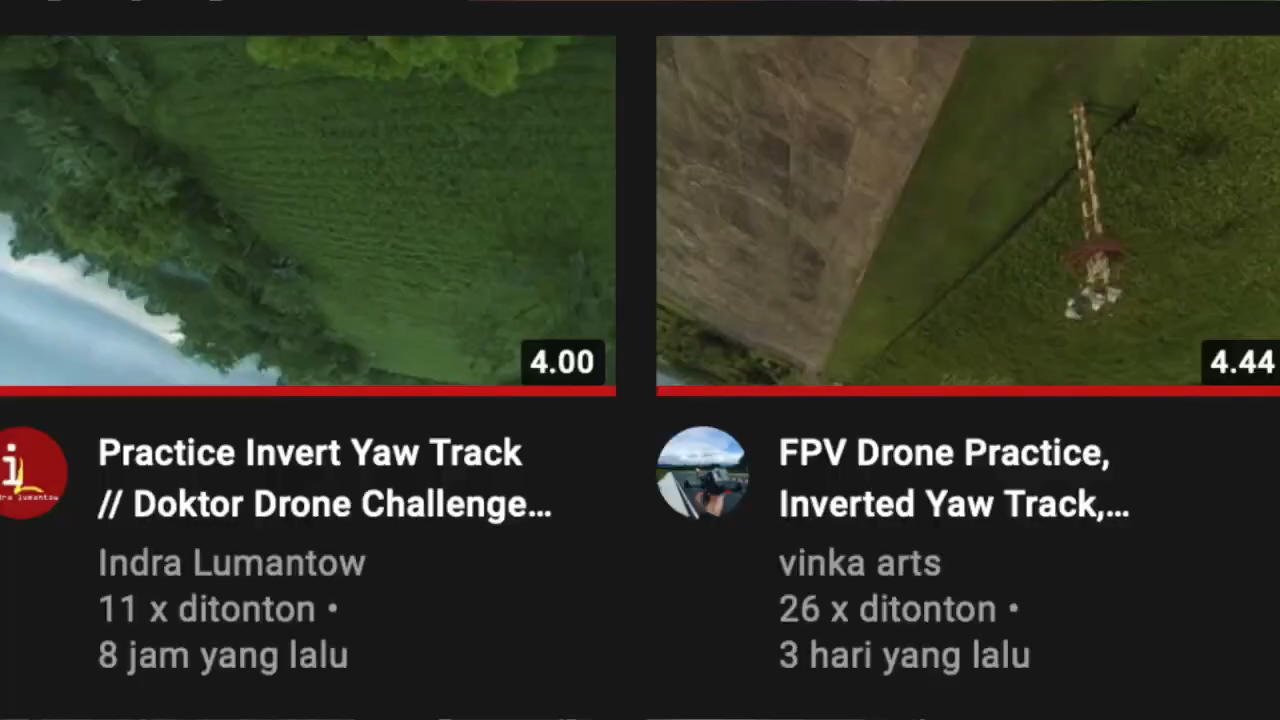 4.00
Practice Invert Yaw Track
// Doktor Drone Challenge...
Indra Lumantow
11 x ditonton •
8 jam yang lalu
4.44
FPV Drone Practice,
Inverted Yaw Track,...
vinka arts
26 x ditonton •
3 hari yang lalu